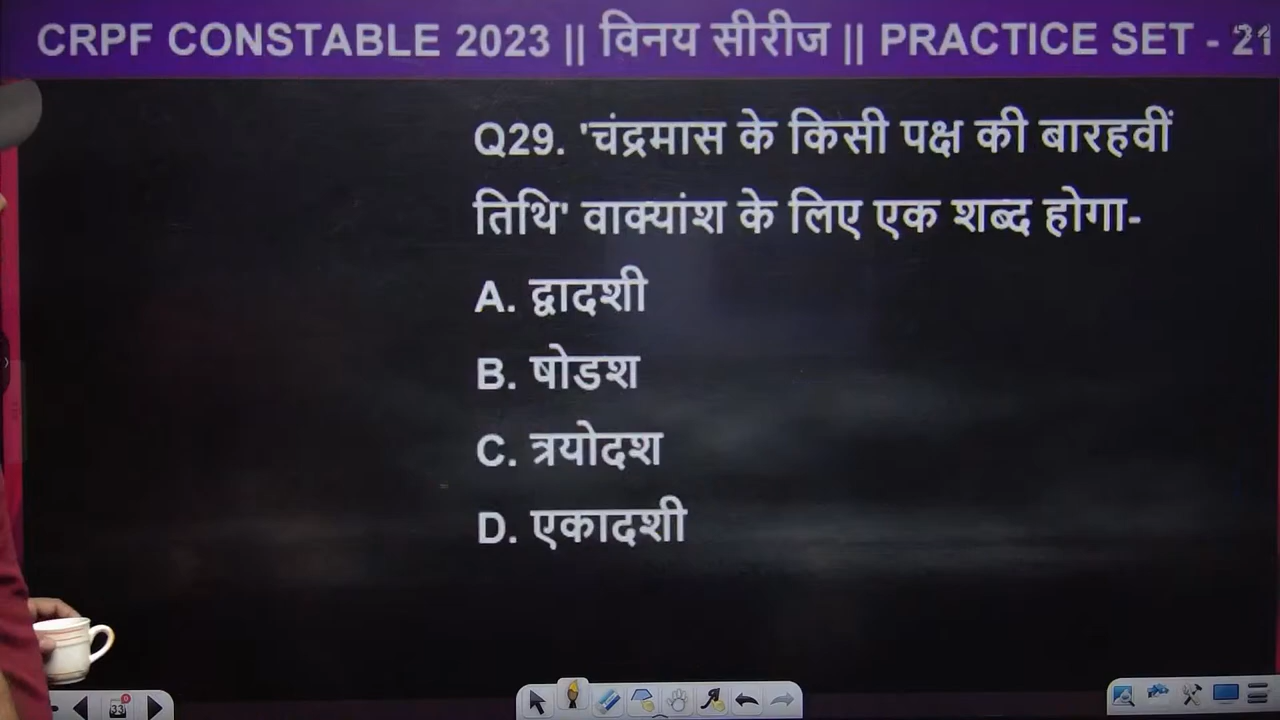 CRPF CONSTABLE 2023 || विनय सीरीज || PRACTICE SET - 21
Q29. 'चंद्रमास के किसी पक्ष की बारहवीं
तिथि' वाक्यांश के लिए एक शब्द होगा-
A. द्वादशी
B. षोडश
C. त्रयोदश
D. एकादशी
33